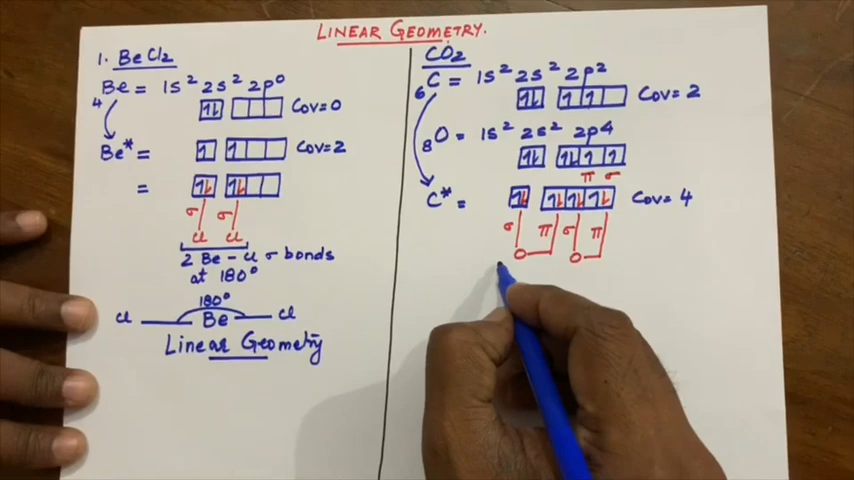 LINEAR GEOMETRY.
1. BeCl2
4Be = 1s² 2s² 2p⁰
↑↓ Cov=0
Be* = ↑ ↑ Cov=2
= ↑↓ ↑↓
σ σ
Cl Cl
2 Be-Cl σ bonds
at 180°
180°
Cl — Be — Cl
Linear Geometry
CO2
6C = 1s² 2s² 2p²
↑↓ ↑ ↑ Cov=2
8O = 1s² 2s² 2p⁴
↑↓ ↑↓ ↑ ↑
π σ
C* = ↑↓ ↑↓ ↑↓ ↑↓ Cov=4
σ π σ π
O O